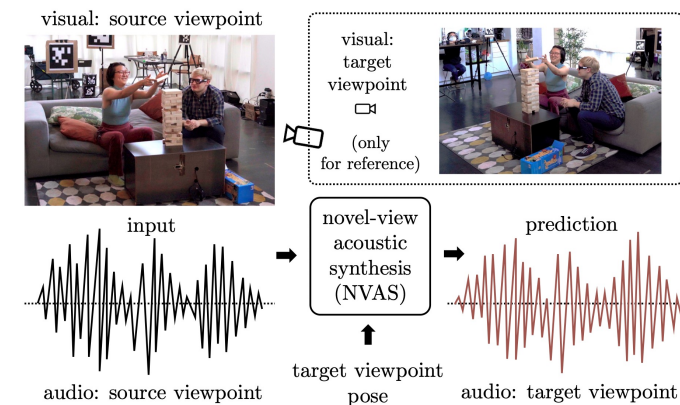 visual: source viewpoint
visual:
target
viewpoint
(only
for reference)
input
novel-view
acoustic
synthesis
(NVAS)
prediction
audio: source viewpoint
target viewpoint
pose
audio: target viewpoint